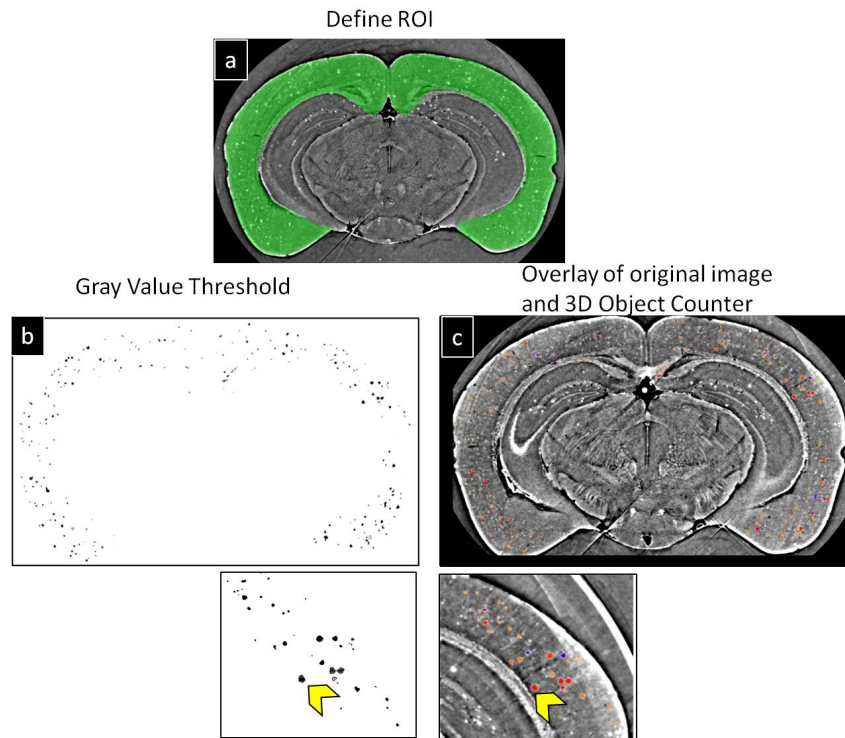 Define ROI
a
Gray Value Threshold
Overlay of original image
and 3D Object Counter
b
c